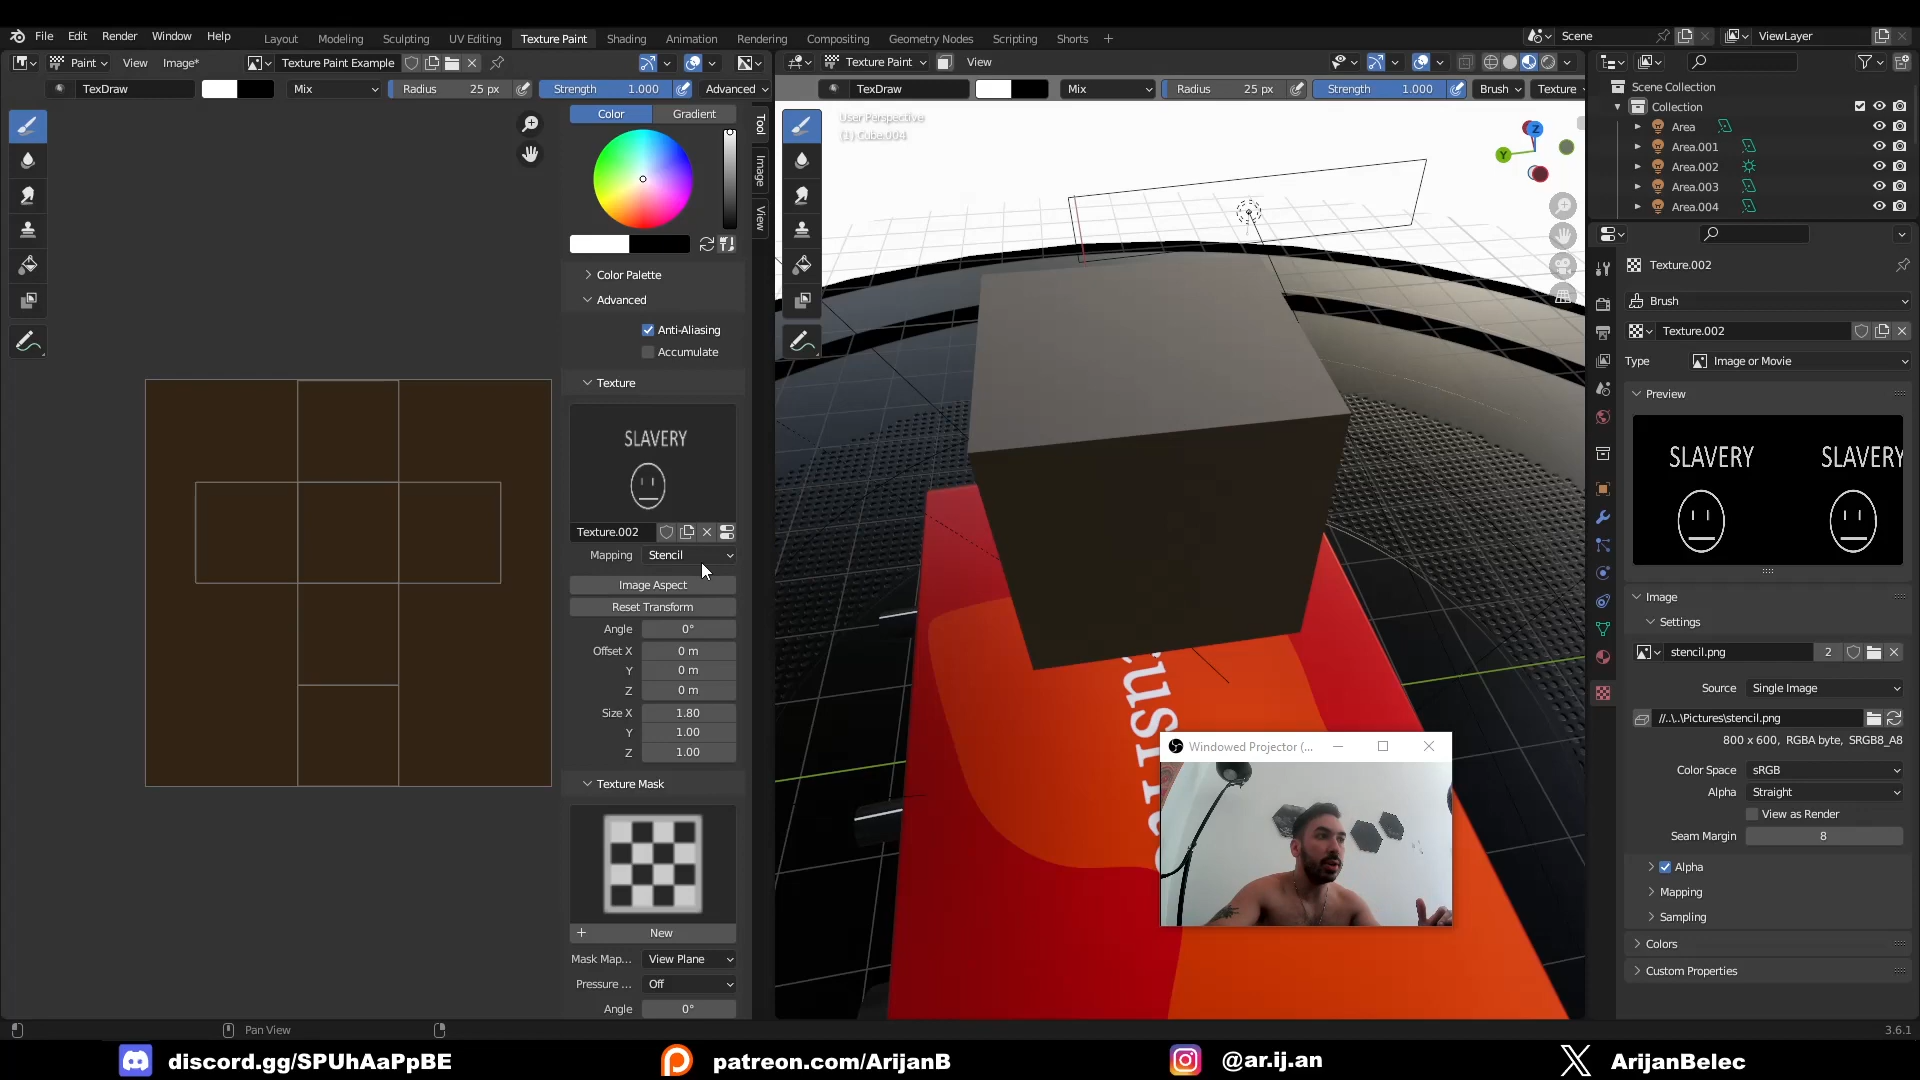 File Edit Render Window Help
Layout Modeling Sculpting UV Editing Texture Paint Shading Animation Rendering Compositing Geometry Nodes Scripting Shorts +
Scene
ViewLayer
Paint View Image* Texture Paint Example
Texture Paint View
TexDraw Mix Radius 25 px Strength 1.000 Advanced
TexDraw Mix Radius 25 px Strength 1.000 Brush Texture
Color Gradient
Tool
Image
View
Color Palette
Advanced
Anti-Aliasing
Accumulate
Texture
SLAVERY
Texture.002
Mapping Stencil
Image Aspect
Reset Transform
Angle 0°
Offset X 0 m
Y 0 m
Z 0 m
Size X 1.80
Y 1.00
Z 1.00
Texture Mask
+ New
Mask Map... View Plane
Pressure ... Off
Angle 0°
User Perspective
(1) Cube.004
Z
Y
Windowed Projector (...
Scene Collection
Collection
Area
Area.001
Area.002
Area.003
Area.004
Texture.002
Brush
Texture.002
Type Image or Movie
Preview
SLAVERY SLAVERY
Image
Settings
stencil.png 2
Source Single Image
//..\..\Pictures\stencil.png
800 x 600, RGBA byte, SRGB8_A8
Color Space sRGB
Alpha Straight
View as Render
Seam Margin 8
Alpha
Mapping
Sampling
Colors
Custom Properties
Pan View
3.6.1
discord.gg/SPUhAaPpBE
patreon.com/ArijanB
@ar.ij.an
ArijanBelec